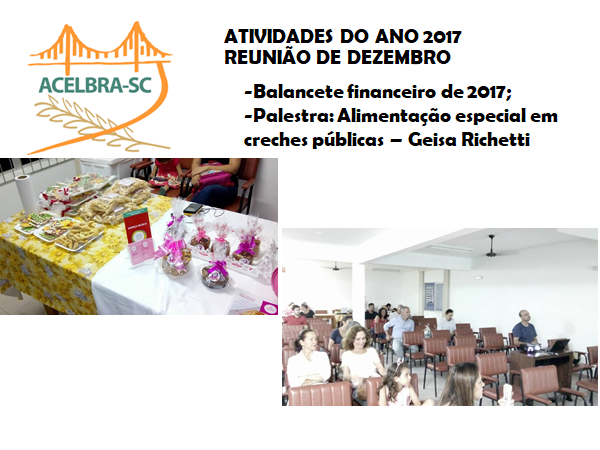 ACELBRA-SC
ATIVIDADES DO ANO 2017
REUNIÃO DE DEZEMBRO
-Balancete financeiro de 2017;
-Palestra: Alimentação especial em
creches públicas – Geisa Richetti